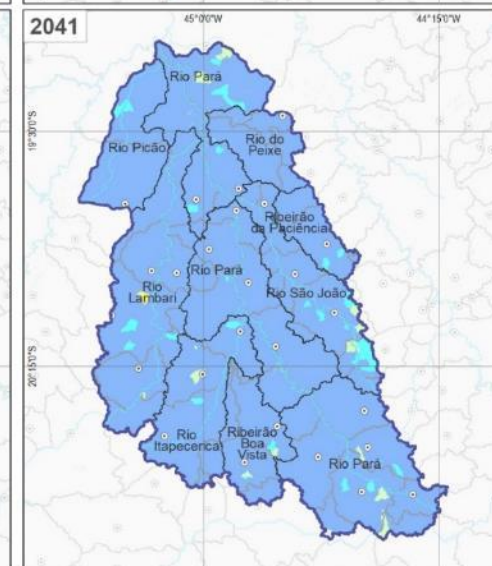 2041
45°0'0"O
44°15'0"O
19°30'0"S
20°15'0"S
Rio Pará
Rio Picão
Rio do
Peixe
Ribeirão
da Paciência
Rio Pará
Rio
Lambari
Rio São João
Rio
Itapecerica
Ribeirão
Boa
Vista
Rio Pará